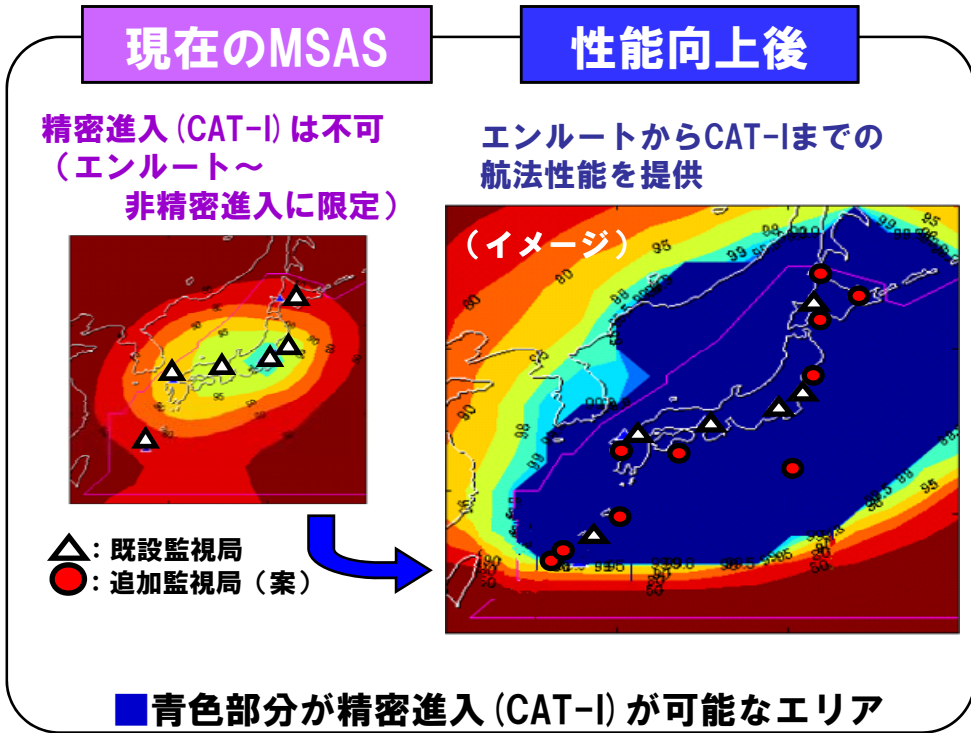 現在のMSAS
性能向上後
精密進入(CAT-I)は不可
(エンルート～
非精密進入に限定)
エンルートからCAT-Iまでの
航法性能を提供
(イメージ)
△: 既設監視局
●: 追加監視局(案)
■青色部分が精密進入(CAT-I)が可能なエリア